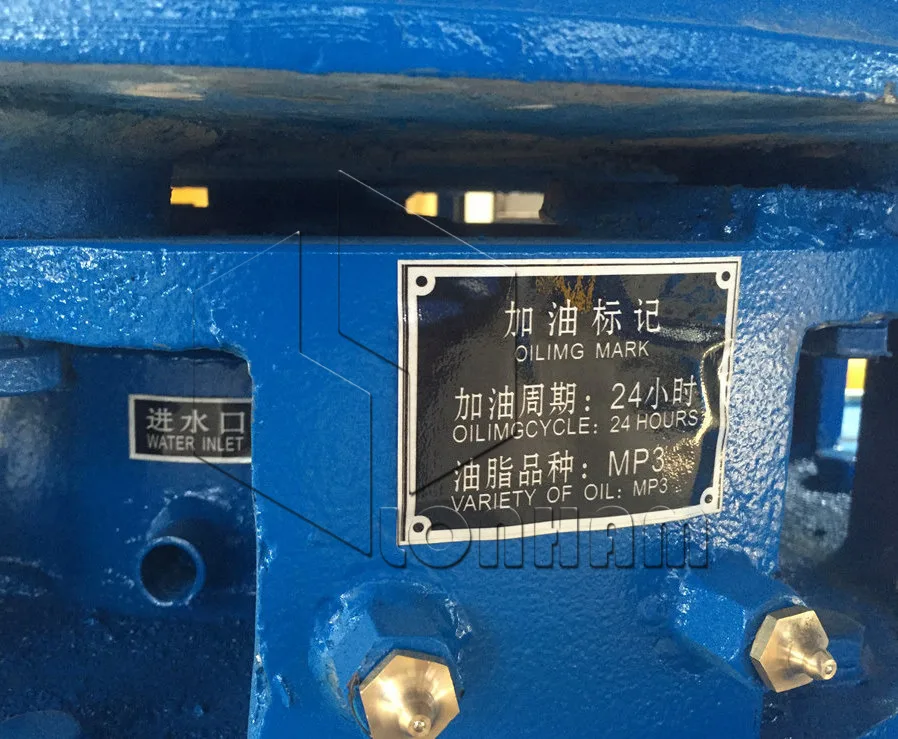 加油标记
OILIMG MARK
加油周期：24小时
OILIMGCYCLE: 24 HOURS
油脂品种：MP3
VARIETY OF OIL: MP3
进水口
WATER INLET
LONHAM